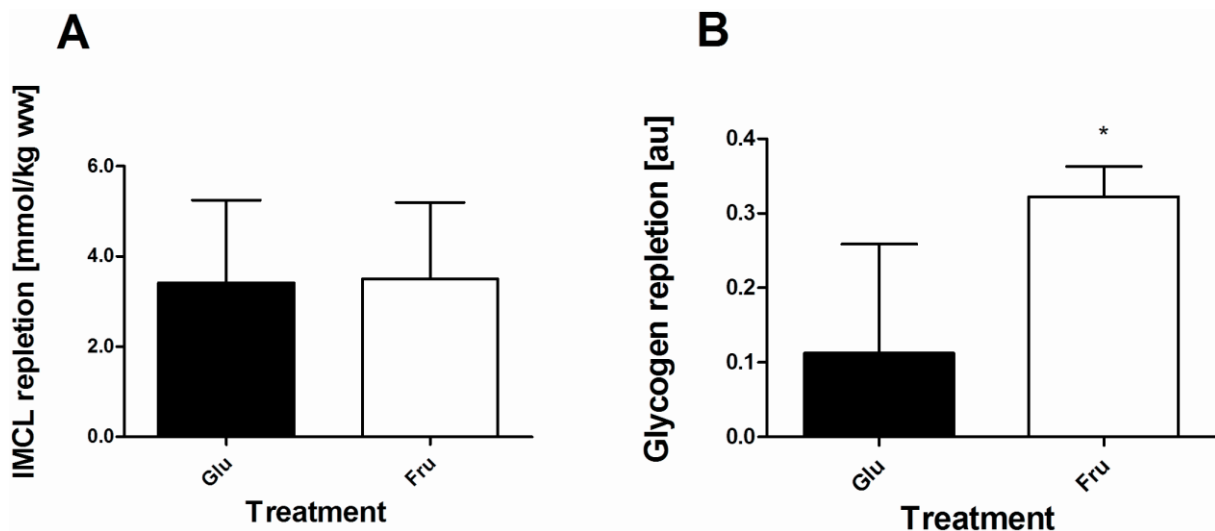 A
IMCL repletion [mmol/kg ww]
6.0
4.0
2.0
0.0
Glu
Fru
Treatment
B
Glycogen repletion [au]
0.4
0.3
0.2
0.1
0.0
*
Glu
Fru
Treatment